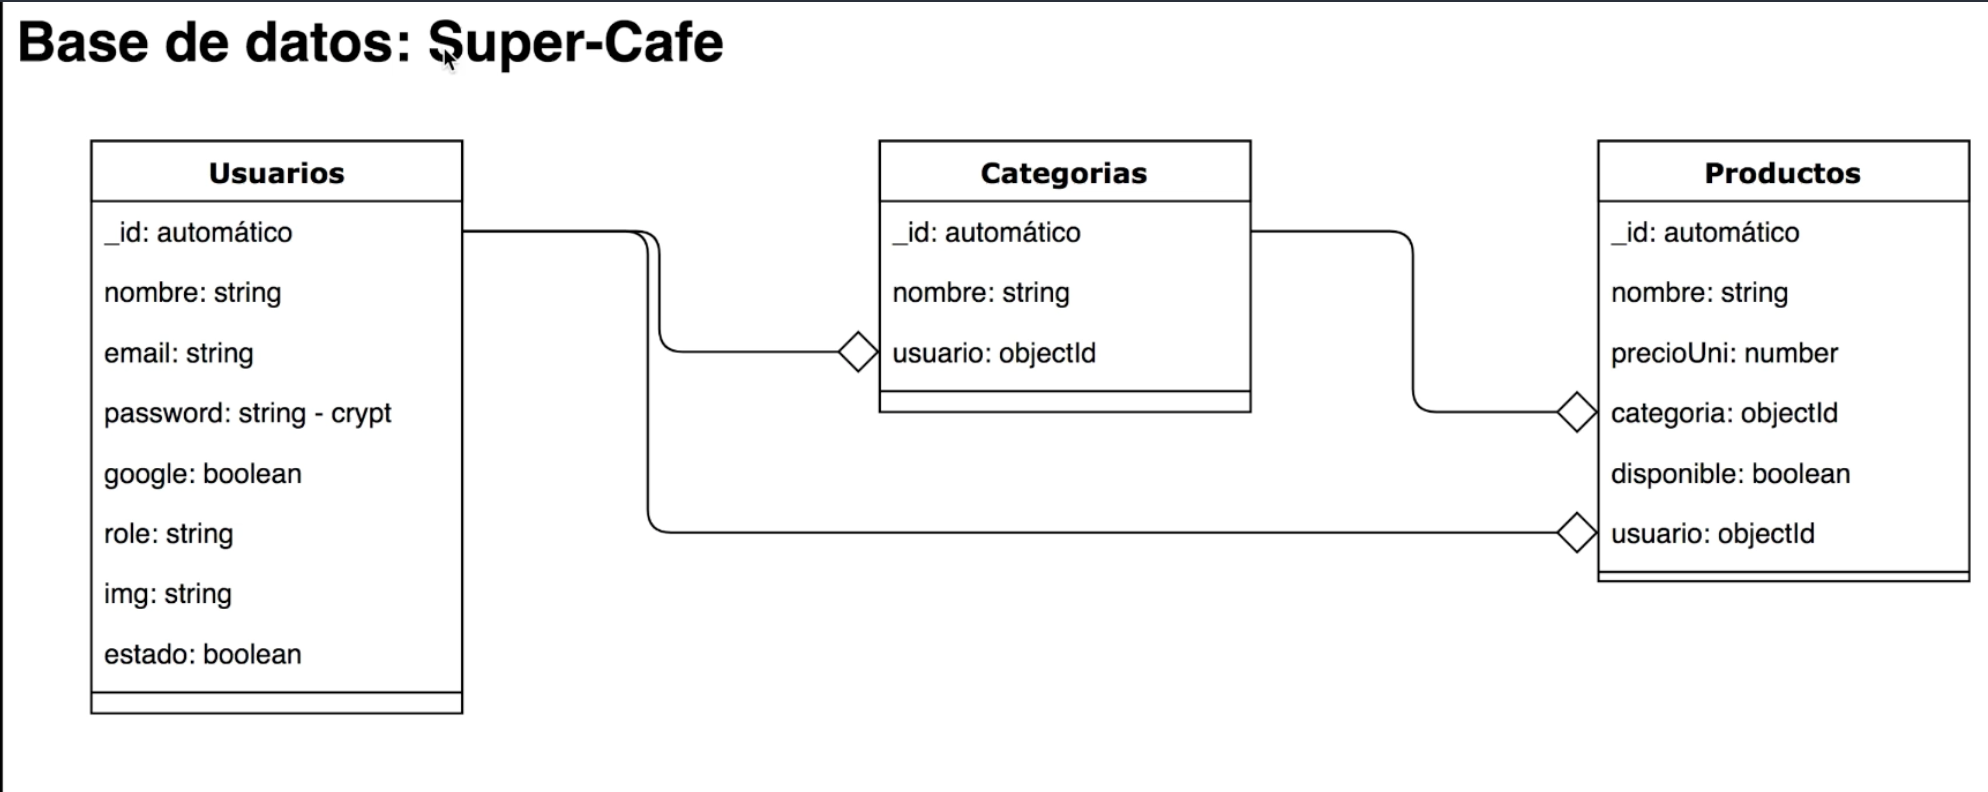 Base de datos: Super-Cafe
Usuarios
_id: automático
nombre: string
email: string
password: string - crypt
google: boolean
role: string
img: string
estado: boolean
Categorias
_id: automático
nombre: string
usuario: objectId
Productos
_id: automático
nombre: string
precioUni: number
categoria: objectId
disponible: boolean
usuario: objectId